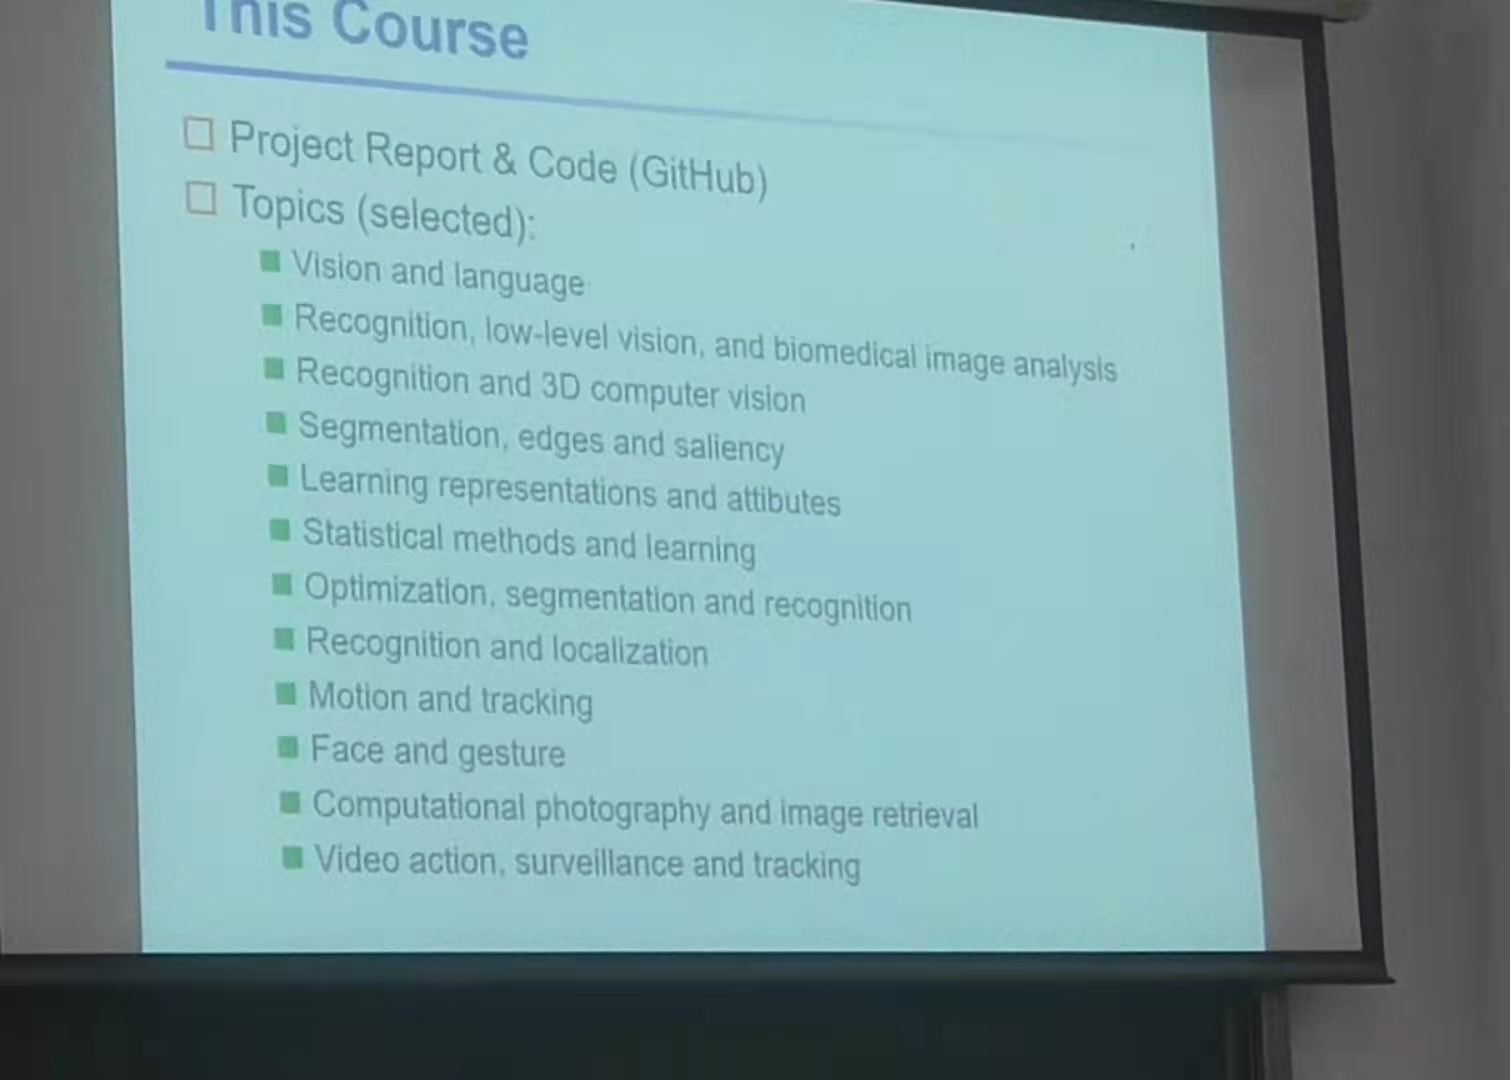 This Course
Project Report & Code (GitHub)
Topics (selected):
Vision and language
Recognition, low-level vision, and biomedical image analysis
Recognition and 3D computer vision
Segmentation, edges and saliency
Learning representations and attibutes
Statistical methods and learning
Optimization, segmentation and recognition
Recognition and localization
Motion and tracking
Face and gesture
Computational photography and image retrieval
Video action, surveillance and tracking